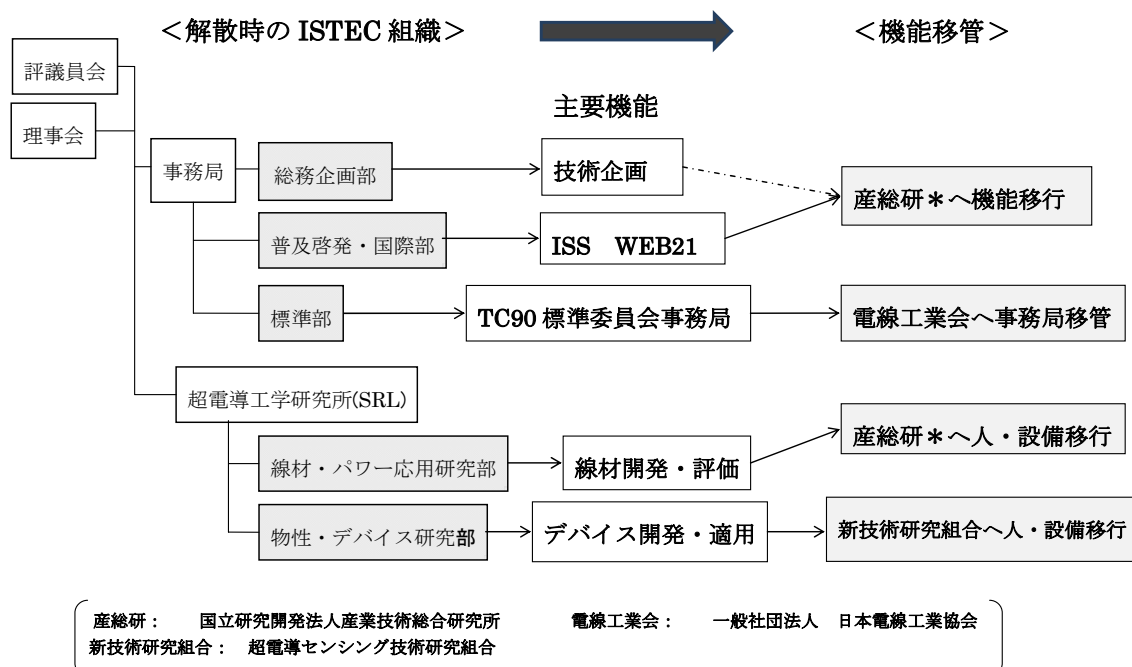 ＜解散時の ISTEC 組織＞
＜機能移管＞
評議員会
理事会
主要機能
事務局
総務企画部
技術企画
産総研＊へ機能移行
普及啓発・国際部
ISS　WEB21
標準部
TC90 標準委員会事務局
電線工業会へ事務局移管
超電導工学研究所(SRL)
産総研＊へ人・設備移行
線材・パワー応用研究部
線材開発・評価
物性・デバイス研究部
デバイス開発・適用
新技術研究組合へ人・設備移行
産総研：　国立研究開発法人産業技術総合研究所　　電線工業会：　一般社団法人　日本電線工業協会
新技術研究組合：　超電導センシング技術研究組合